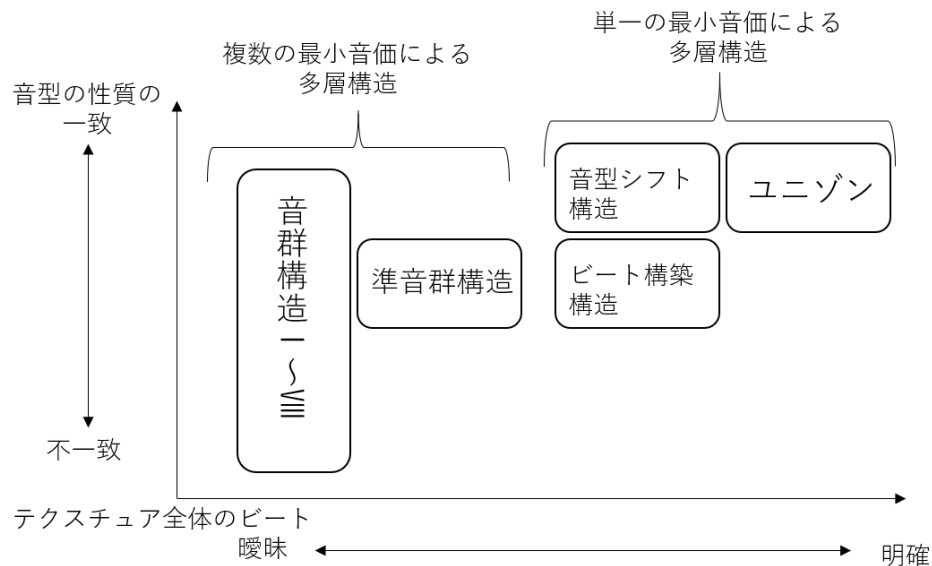 単一の最小音価による
多層構造
複数の最小音価による
多層構造
音型の性質の
一致
音型シフト
構造
ユニゾン
音群構造Ⅰ～Ⅷ
準音群構造
ビート構築
構造
不一致
テクスチュア全体のビート
曖昧
明確